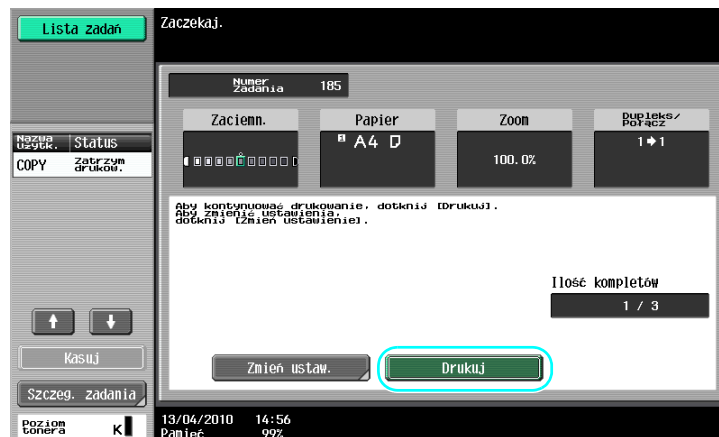 Lista zadań
Zaczekaj.
Numer
Zadania
185
Nazwa
użytk.
Status
COPY
Zatrzym
drukow.
Zaciemn.
Papier
Zoom
Dupleks/
Połącz
A4
100.0%
1➔1
Aby kontynuować drukowanie, dotknij [Drukuj].
Aby zmienić ustawienia,
dotknij [Zmień ustawienie].
Ilość kompletów
1 / 3
Kasuj
Zmień ustaw.
Drukuj
Szczeg. zadania
Poziom
tonera
K
13/04/2010 14:56
Pamięć 99%